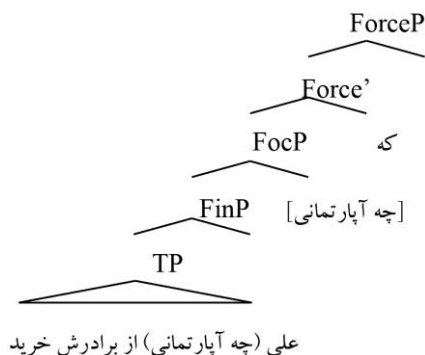 ForceP
Force’
FocP
که
FinP
[چه آپارتمانی]
TP
علی (چه آپارتمانی) از برادرش خرید